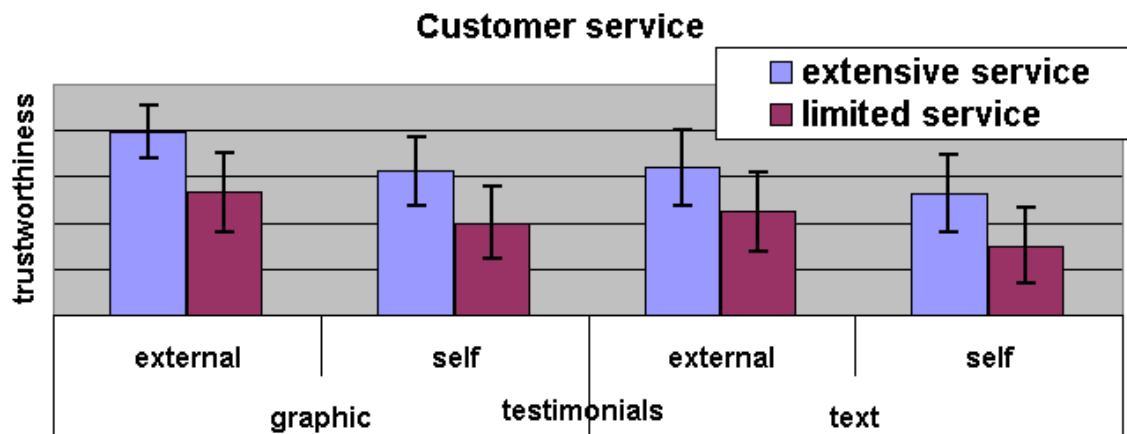 Customer service
extensive service
limited service
trustworthiness
external self external self
graphic testimonials text